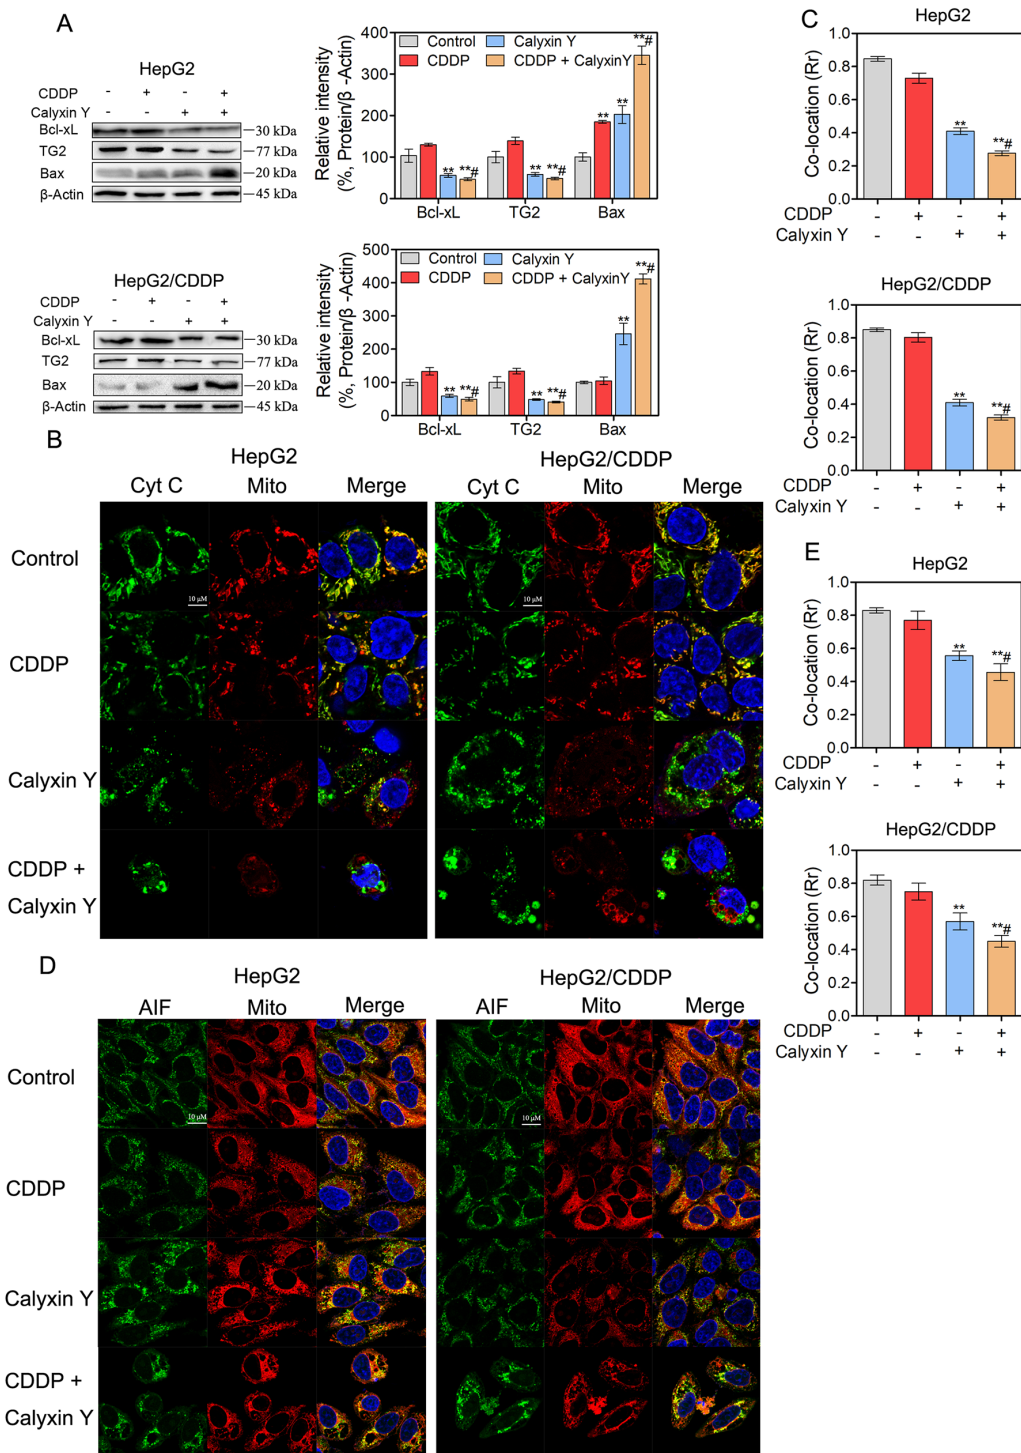 A
HepG2
CDDP - + - +
Calyxin Y - - + +
Bcl-xL 30 kDa
TG2 77 kDa
Bax 20 kDa
β-Actin 45 kDa
Relative intensity
(%, Protein/β -Actin)
400
300
200
100
0
Control
CDDP
Calyxin Y
CDDP + CalyxinY
** **# ** **# ** ** **#
Bcl-xL TG2 Bax
HepG2/CDDP
CDDP - + - +
Calyxin Y - - + +
Bcl-xL 30 kDa
TG2 77 kDa
Bax 20 kDa
β-Actin 45 kDa
Relative intensity
(%, Protein/β -Actin)
500
400
300
200
100
0
Control
CDDP
Calyxin Y
CDDP + CalyxinY
** **# ** **# ** **#
Bcl-xL TG2 Bax
B
HepG2
Cyt C Mito Merge
HepG2/CDDP
Cyt C Mito Merge
Control
10 μM
10 μM
CDDP
Calyxin Y
CDDP +
Calyxin Y
C
HepG2
Co-location (Rr)
0.8
0.6
0.4
0.2
0.0
** **#
CDDP - + - +
Calyxin Y - - + +
HepG2/CDDP
Co-location (Rr)
1.0
0.8
0.6
0.4
0.2
0.0
** **#
CDDP - + - +
Calyxin Y - - + +
D
HepG2
AIF Mito Merge
HepG2/CDDP
AIF Mito Merge
Control
10 μM
10 μM
CDDP
Calyxin Y
CDDP +
Calyxin Y
E
HepG2
Co-location (Rr)
1.0
0.8
0.6
0.4
0.2
0.0
** **#
CDDP - + - +
Calyxin Y - - + +
HepG2/CDDP
Co-location (Rr)
1.0
0.8
0.6
0.4
0.2
0.0
** **#
CDDP - + - +
Calyxin Y - - + +